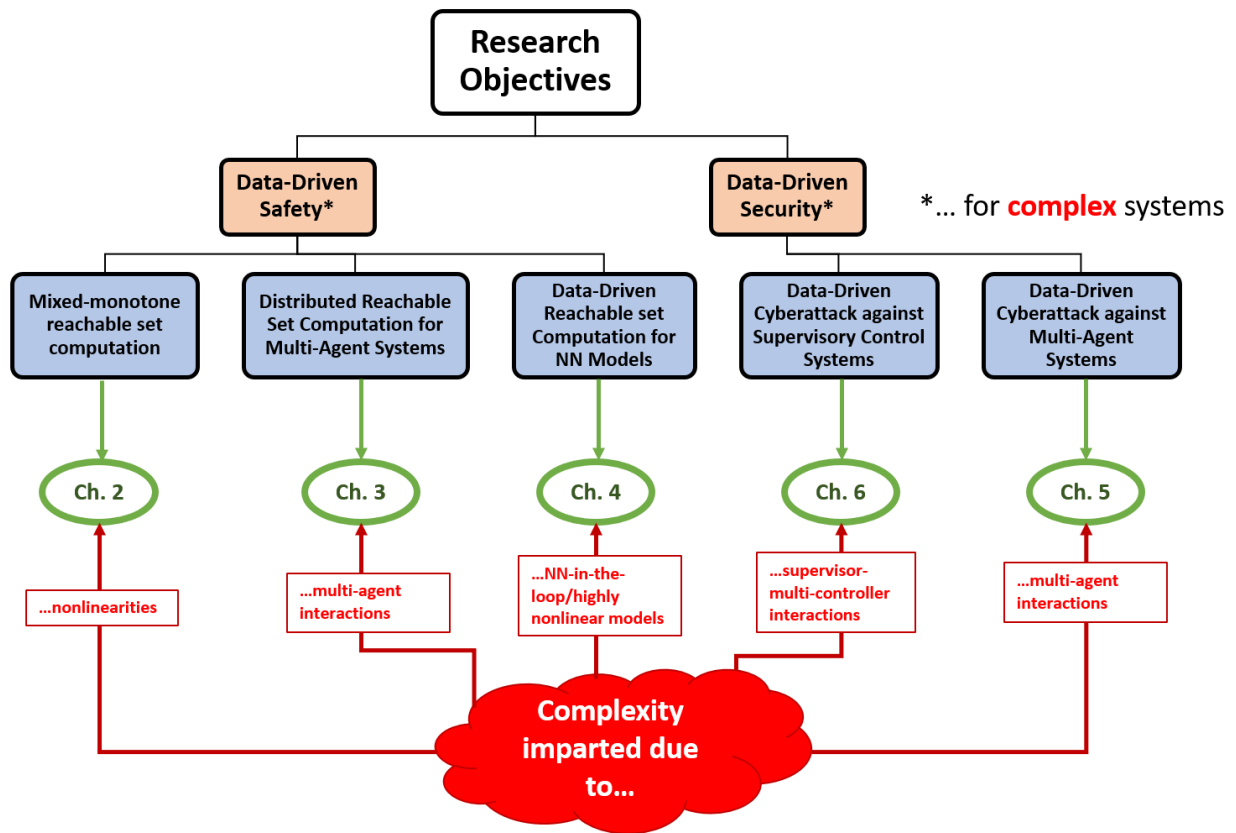 Research
Objectives
Data-Driven
Safety*
Data-Driven
Security*
*... for complex systems
Mixed-monotone
reachable set
computation
Distributed Reachable
Set Computation for
Multi-Agent Systems
Data-Driven
Reachable set
Computation for
NN Models
Data-Driven
Cyberattack against
Supervisory Control
Systems
Data-Driven
Cyberattack against
Multi-Agent
Systems
Ch. 2
Ch. 3
Ch. 4
Ch. 6
Ch. 5
...nonlinearities
...multi-agent
interactions
...NN-in-the-
loop/highly
nonlinear models
...supervisor-
multi-controller
interactions
...multi-agent
interactions
Complexity
imparted due
to...